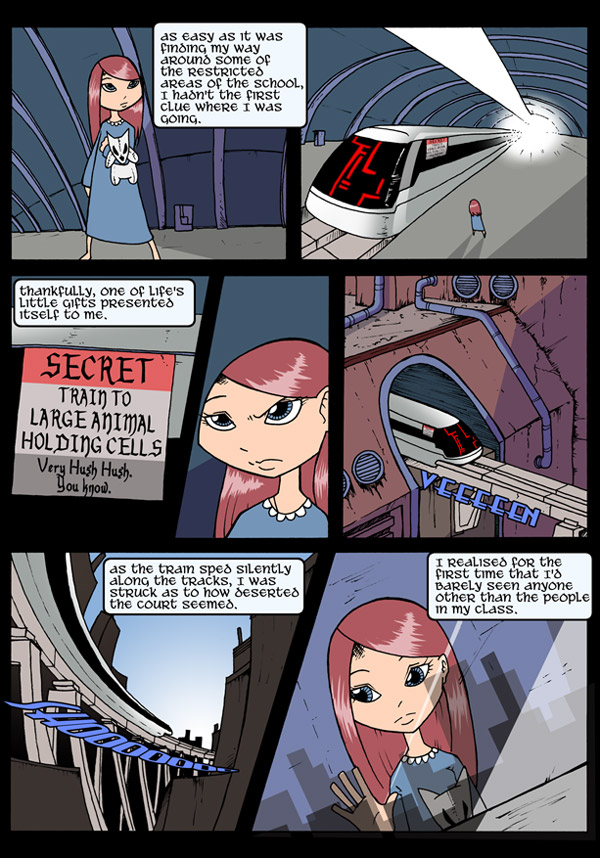 as easy as it was
finding my way
around some of
the restricted
areas of the school,
I hadn't the first
clue where I was
going.
thankfully, one of life's
little gifts presented
itself to me.
SECRET
TRAIN TO
LARGE ANIMAL
HOLDING CELLS
Very Hush Hush.
You know.
VEEEEEN
as the train sped silently
along the tracks, I was
struck as to how deserted
the court seemed.
I realised for the
first time that I'd
barely seen anyone
other than the people
in my class.